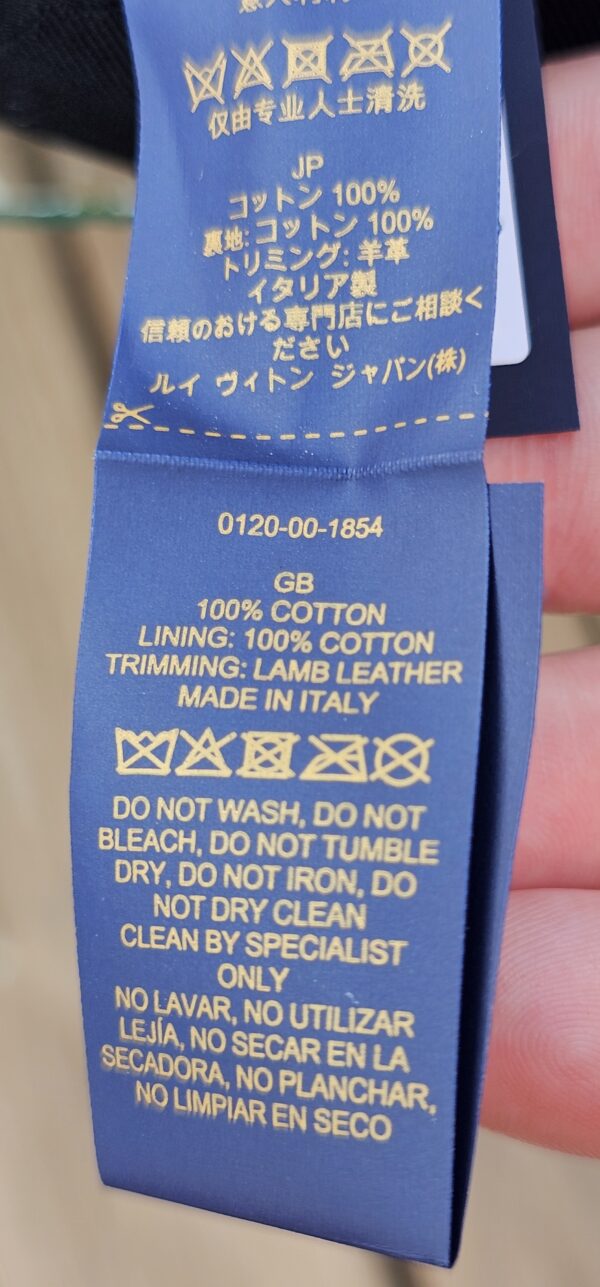 仅由专业人士清洗
JP
コットン 100%
裏地: コットン 100%
トリミング: 羊革
イタリア製
信頼のおける専門店にご相談く
ださい
ルイ ヴィトン ジャパン(株)
0120-00-1854
GB
100% COTTON
LINING: 100% COTTON
TRIMMING: LAMB LEATHER
MADE IN ITALY
DO NOT WASH, DO NOT
BLEACH, DO NOT TUMBLE
DRY, DO NOT IRON, DO
NOT DRY CLEAN
CLEAN BY SPECIALIST
ONLY
NO LAVAR, NO UTILIZAR
LEJÍA, NO SECAR EN LA
SECADORA, NO PLANCHAR,
NO LIMPIAR EN SECO